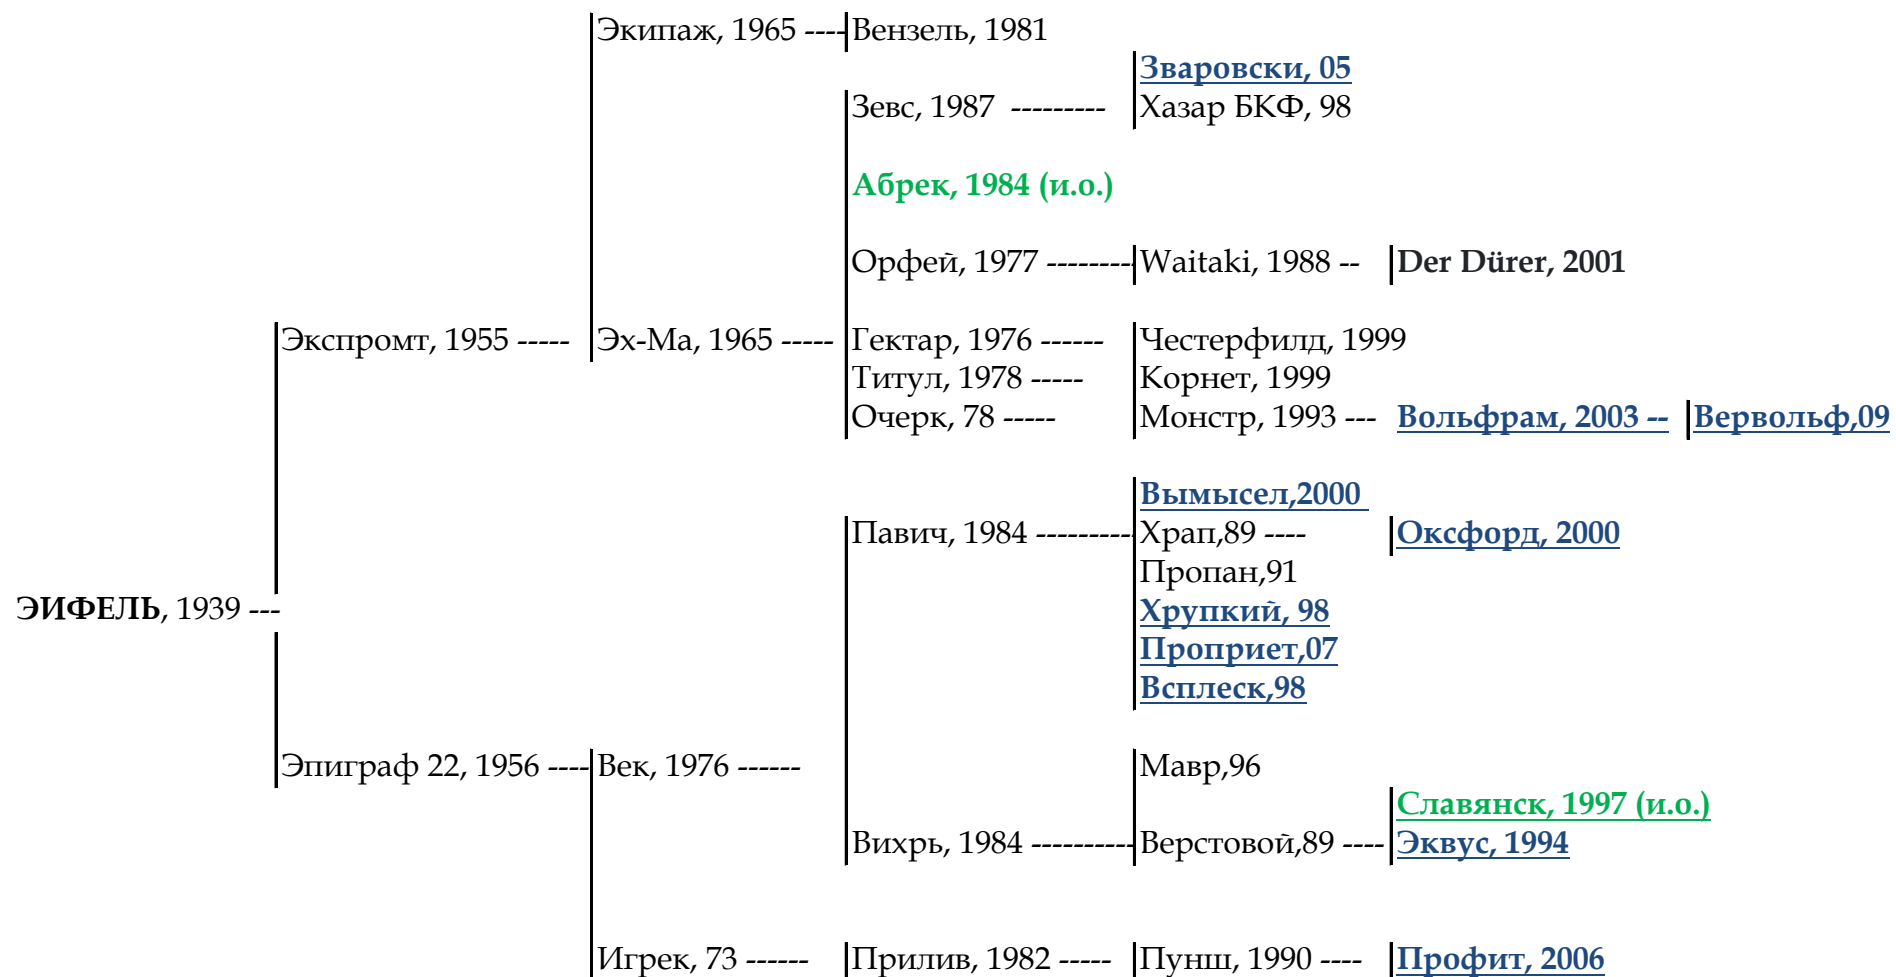 Экипаж, 1965 ---- Вензель, 1981
Зваровски, 05
Зевс, 1987 --------- Хазар БКФ, 98
Абрек, 1984 (и.о.)
Орфей, 1977 --------- Waitaki, 1988 -- Der Dürer, 2001
Экспромт, 1955 ----- Эх-Ма, 1965 ----- Гектар, 1976 ------ Честерфилд, 1999
Титул, 1978 ----- Корнет, 1999
Очерк, 78 ----- Монстр, 1993 --- Вольфрам, 2003 -- Вервольф,09
Вымысел,2000
Павич, 1984 ---------- Храп,89 ---- Оксфорд, 2000
Пропан,91
ЭИФЕЛЬ, 1939 --- Хрупкий, 98
Проприет,07
Всплеск,98
Эпиграф 22, 1956 ---- Век, 1976 ------ Мавр,96
Славянск, 1997 (и.о.)
Вихрь, 1984 ---------- Верстовой,89 ---- Эквус, 1994
Игрек, 73 ------ Прилив, 1982 ----- Пунш, 1990 ---- Профит, 2006